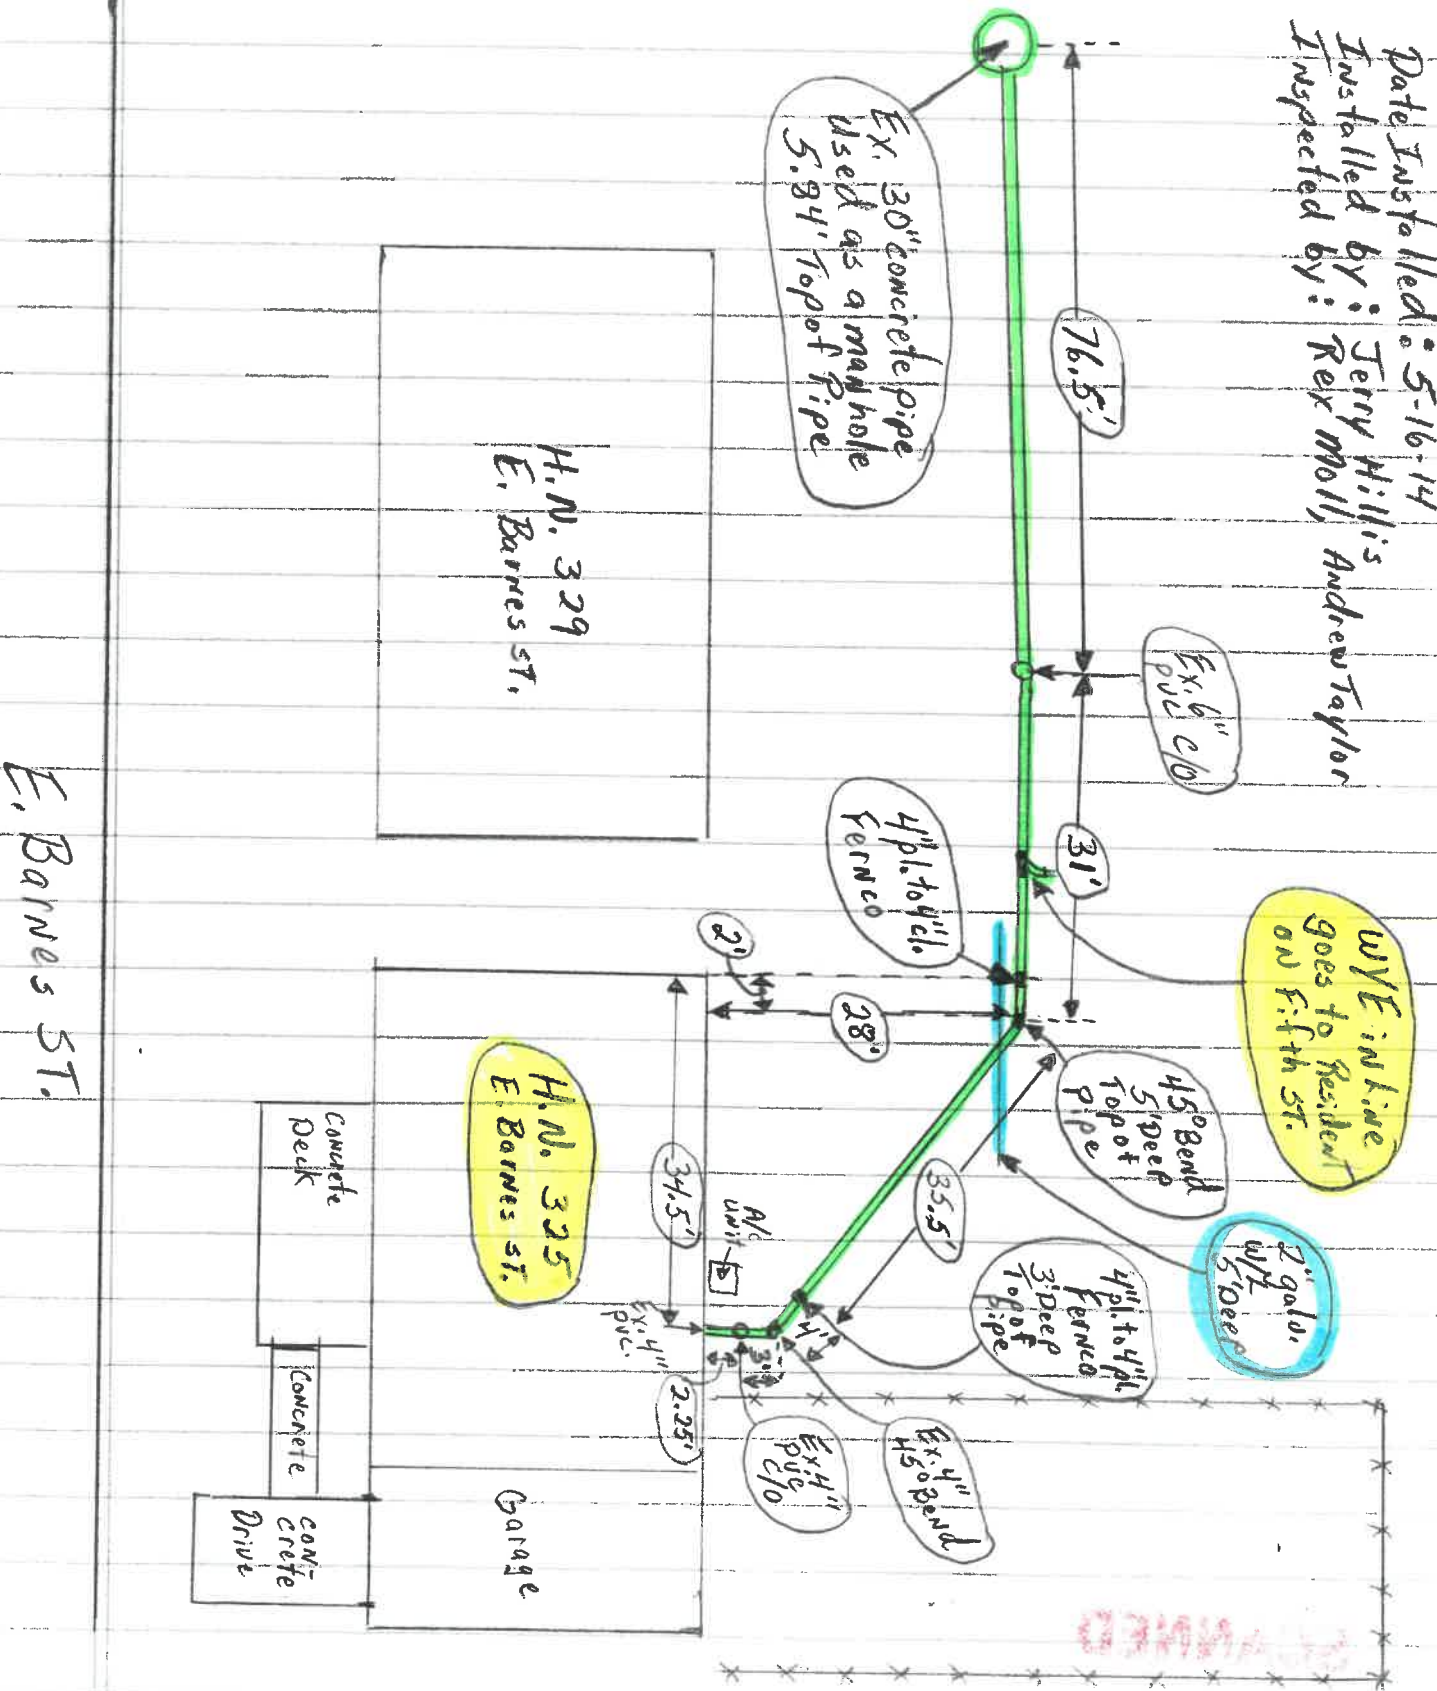 Date Installed: 5-16-14
Installed by: Jerry Hillis
Inspected by: Rex Moll, Andrew Taylor
76.5'
Ex. 30" concrete pipe
used as a manhole
5.84' Top of Pipe
Ex. 6"
PVC C/O
31'
WYE inline
goes to Resident
on Fifth ST.
4" pl. to 4" cl.
Fernco
2'
28'
45° Bend
5' Deep
Top of
Pipe
2" galv.
W/L
5' Deep
35.5'
4" pl. to 4" pl.
Fernco
3' Deep
Top of
Pipe
4'
3'
34.5'
A/C
unit
Ex. 4"
PVC.
2.25'
Ex. 4"
PVC
C/O
Ex. 4"
45° Bend
H.N. 329
E. Barnes ST.
H.N. 325
E. Barnes ST.
Garage
Concrete
Deck
Concrete
Con-
crete
Drive
E. Barnes ST.
SCANNED